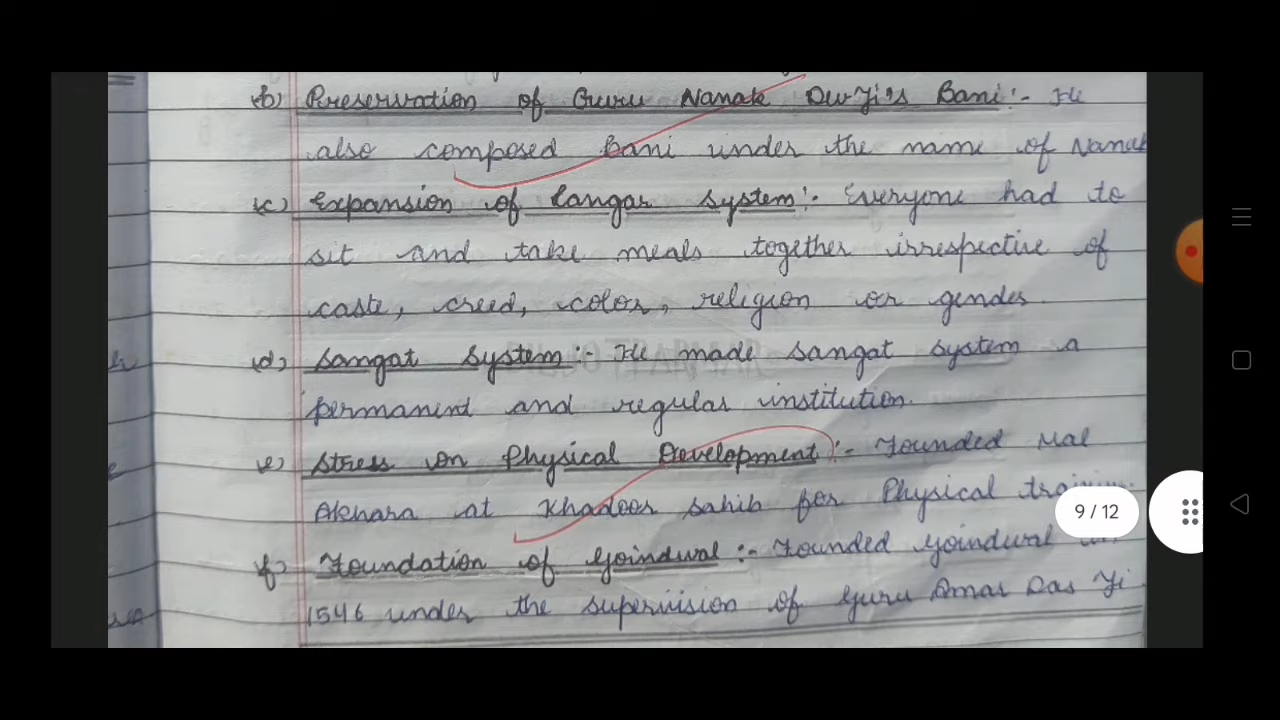 (b) Preservation of Guru Nanak Dev Ji's Bani :- He
also composed Bani under the name of Nanak
(c) Expansion of Langar system :- Everyone had to
sit and take meals together irrespective of
caste, creed, color, religion or gender.
(d) Sangat system :- He made sangat system a
permanent and regular institution.
(e) Stress on Physical Development :- Founded Mal
Akhara at Khadoor Sahib for Physical training.
9/12
(f) Foundation of Goindwal :- Founded Goindwal in
1546 under the supervision of Guru Amar Das Ji